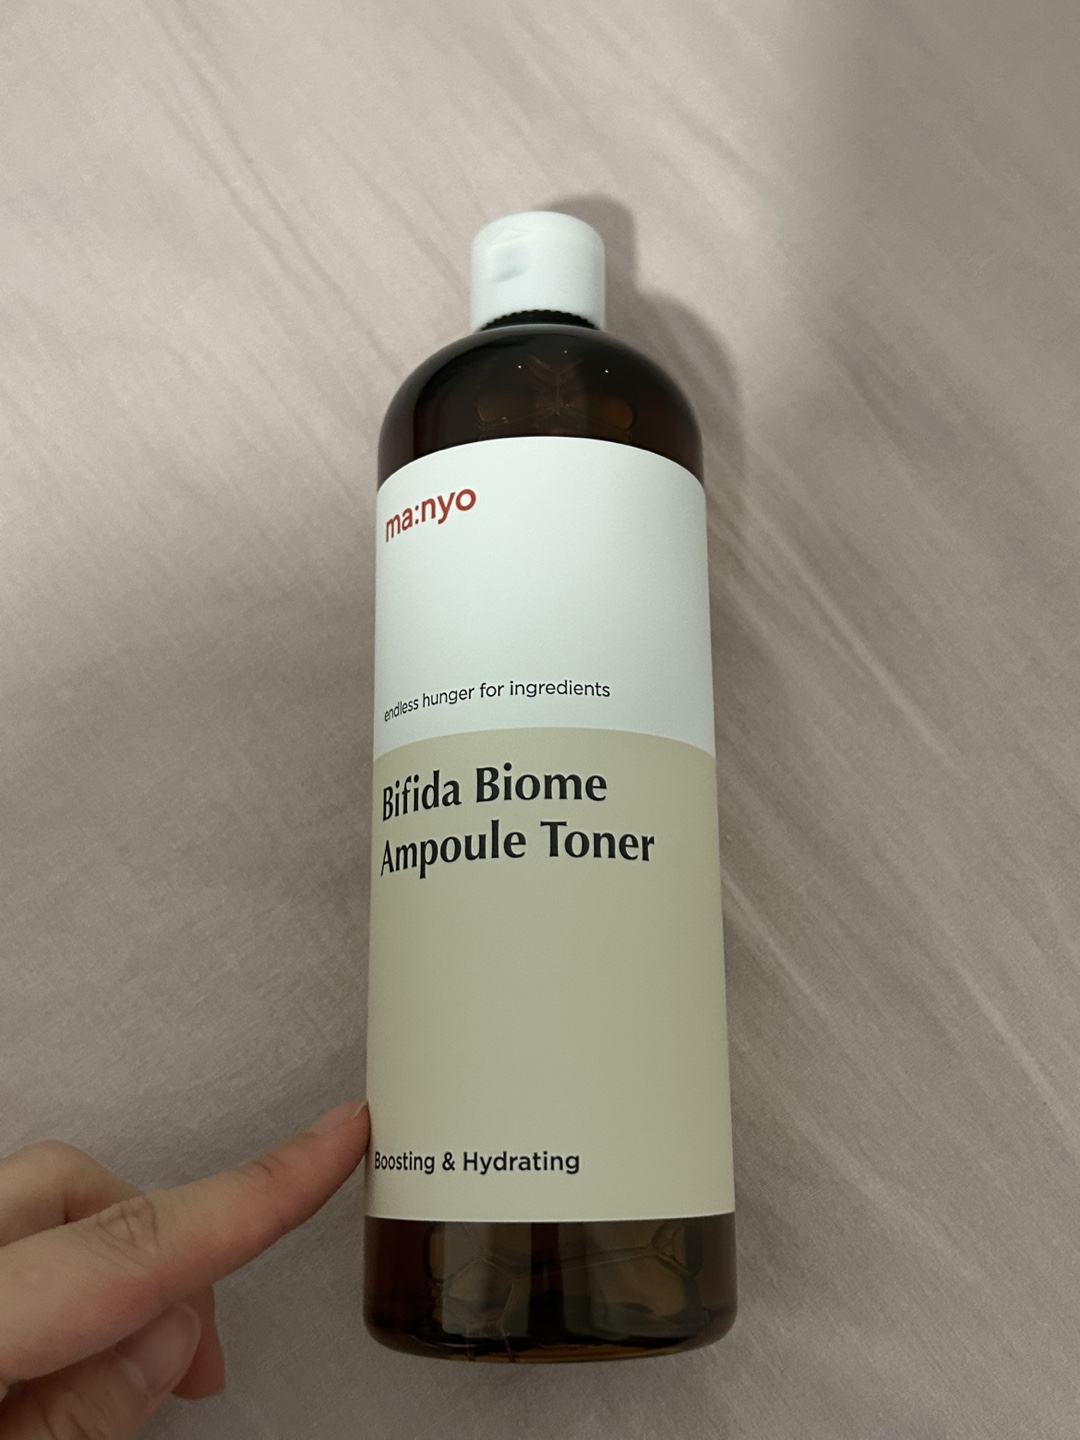 ma:nyo
endless hunger for ingredients
Bifida Biome
Ampoule Toner
Boosting & Hydrating